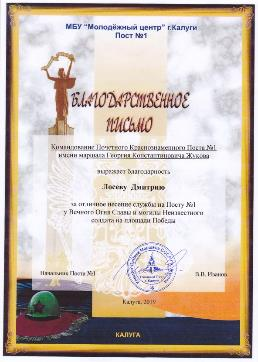 МБУ "Молодёжный центр" г.Калуги
Пост №1
БЛАГОДАРСТВЕННОЕ
ПИСЬМО
Командование Почетного Краснознаменного Поста №1
имени маршала Георгия Константиновича Жукова
выражает благодарность
Лосеву Дмитрию
за отличное несение службы на Посту №1
у Вечного Огня Славы и могилы Неизвестного
солдата на площади Победы
Начальник Поста №1
В.В. Иванов
Калуга, 2019
КАЛУГА